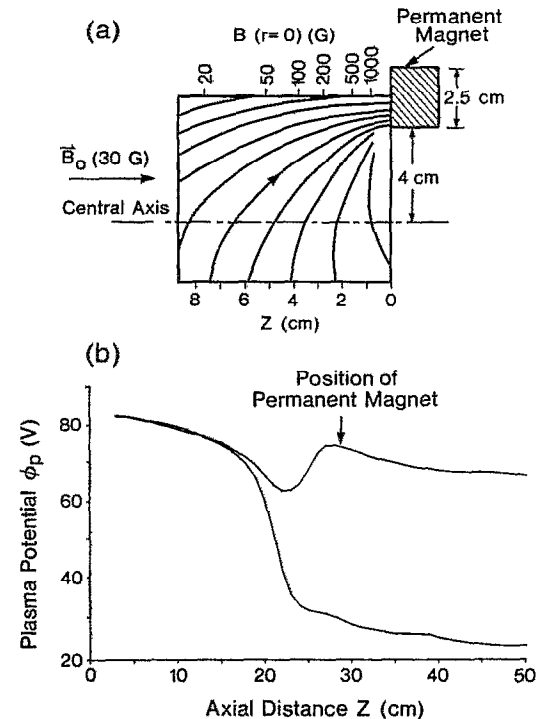 (a)
Permanent
Magnet
B (r= 0) (G)
20 50 100 200 500 1000
2.5 cm
B⃗o (30 G)
4 cm
Central Axis
8 6 4 2 0
Z (cm)
(b)
Position of
Permanent Magnet
Plasma Potential ϕp (V)
80
60
40
20
0 10 20 30 40 50
Axial Distance Z (cm)